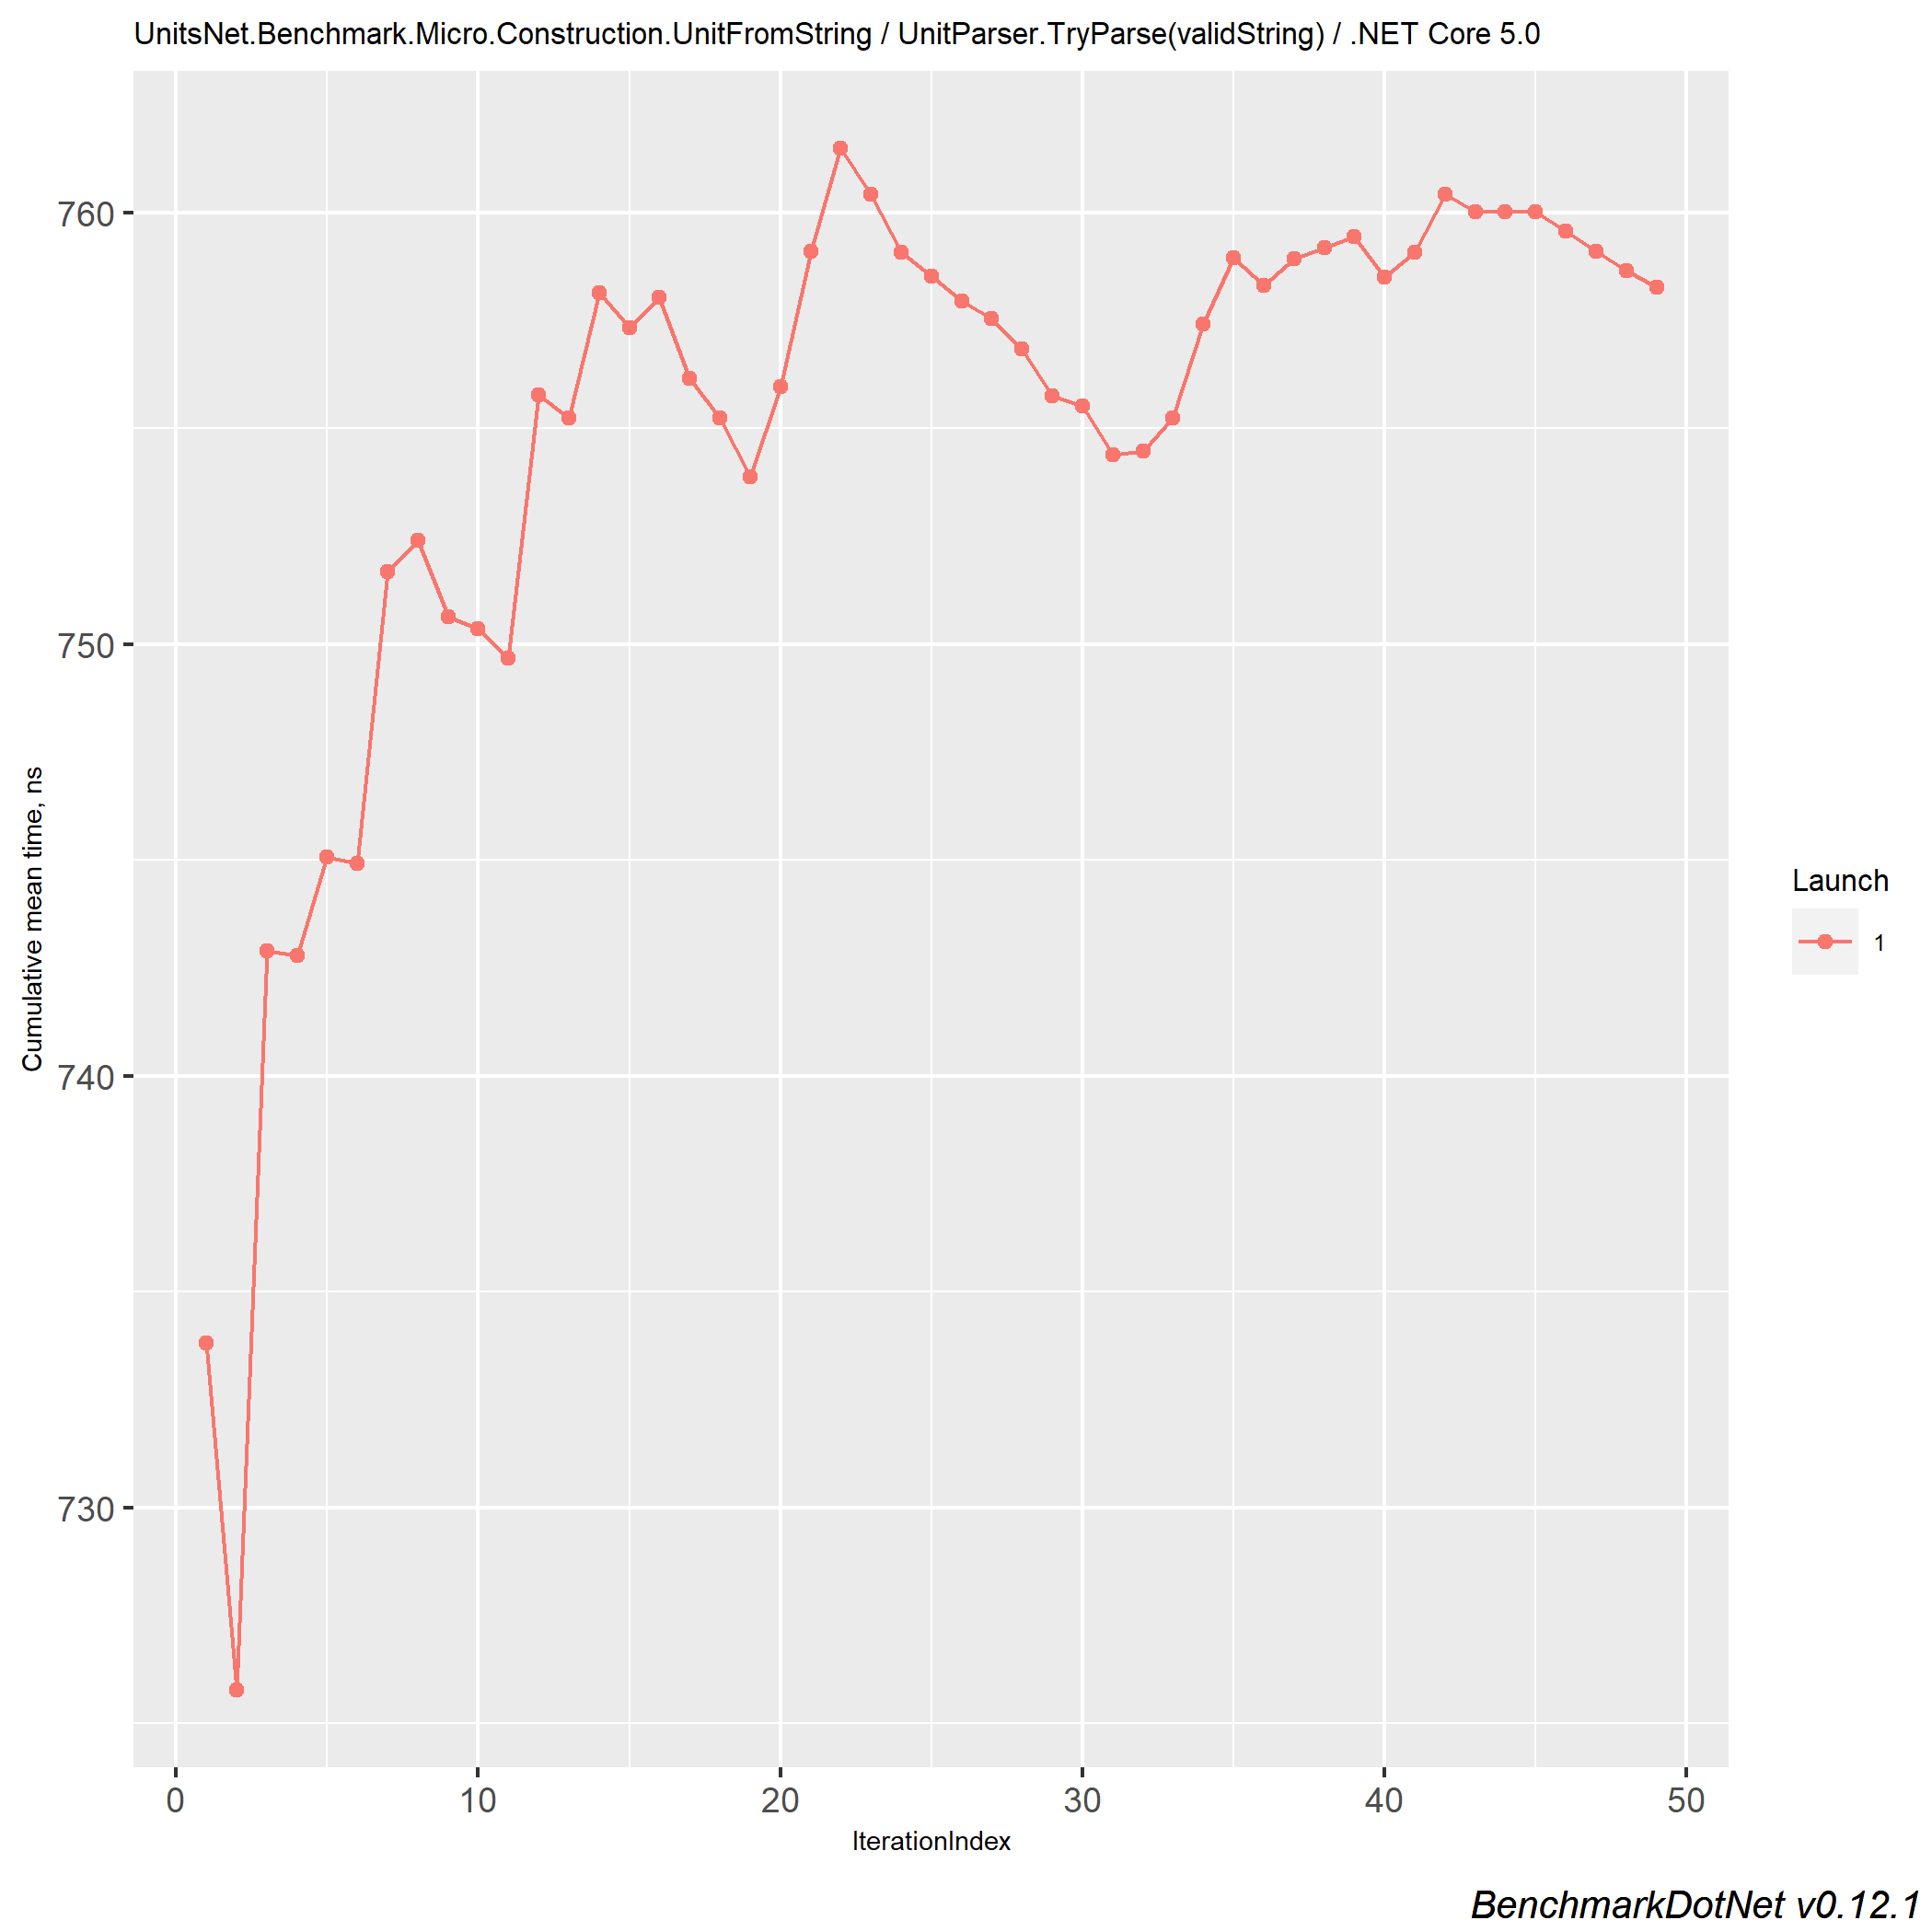 UnitsNet.Benchmark.Micro.Construction.UnitFromString / UnitParser.TryParse(validString) / .NET Core 5.0
Cumulative mean time, ns
760
750
740
730
0 10 20 30 40 50
IterationIndex
Launch
1
BenchmarkDotNet v0.12.1